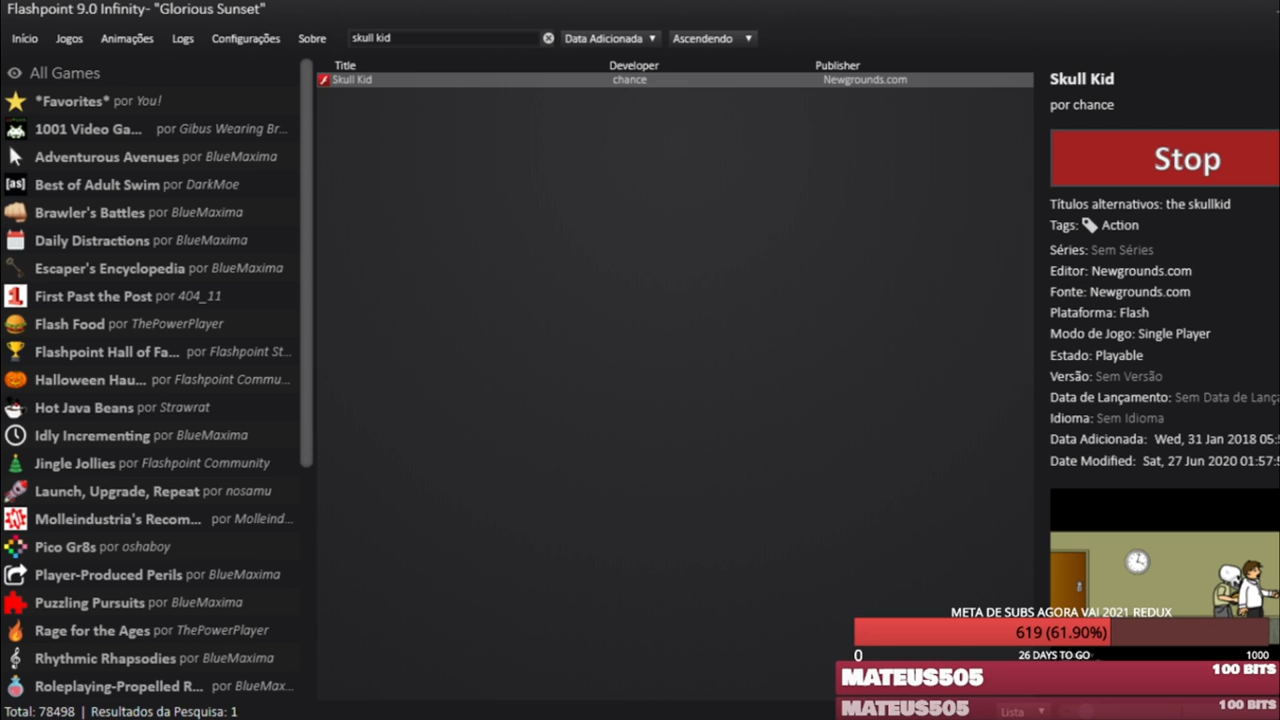 Flashpoint 9.0 Infinity- "Glorious Sunset"
Início Jogos Animações Logs Configurações Sobre skull kid Data Adicionada Ascendendo
All Games
*Favorites* por You!
1001 Video Ga... por Gibus Wearing Br...
Adventurous Avenues por BlueMaxima
[as] Best of Adult Swim por DarkMoe
Brawler's Battles por BlueMaxima
Daily Distractions por BlueMaxima
Escaper's Encyclopedia por BlueMaxima
1 First Past the Post por 404_11
Flash Food por ThePowerPlayer
Flashpoint Hall of Fa... por Flashpoint St...
Halloween Hau... por Flashpoint Commu...
Hot Java Beans por Strawrat
Idly Incrementing por BlueMaxima
Jingle Jollies por Flashpoint Community
Launch, Upgrade, Repeat por nosamu
Molleindustria's Recom... por Molleind...
Pico Gr8s por oshaboy
Player-Produced Perils por BlueMaxima
Puzzling Pursuits por BlueMaxima
Rage for the Ages por ThePowerPlayer
Rhythmic Rhapsodies por BlueMaxima
Roleplaying-Propelled R... por BlueMax...
Total: 78498 | Resultados da Pesquisa: 1
Title Developer Publisher
Skull Kid chance Newgrounds.com
Skull Kid
por chance
Stop
Títulos alternativos: the skullkid
Tags: Action
Séries: Sem Séries
Editor: Newgrounds.com
Fonte: Newgrounds.com
Plataforma: Flash
Modo de Jogo: Single Player
Estado: Playable
Versão: Sem Versão
Data de Lançamento: Sem Data de Lança
Idioma: Sem Idioma
Data Adicionada: Wed, 31 Jan 2018 05:5
Date Modified: Sat, 27 Jun 2020 01:57:5
META DE SUBS AGORA VAI 2021 REDUX
619 (61.90%)
0 26 DAYS TO GO 1000
MATEUS505 100 BITS
MATEUS505 100 BITS
Lista